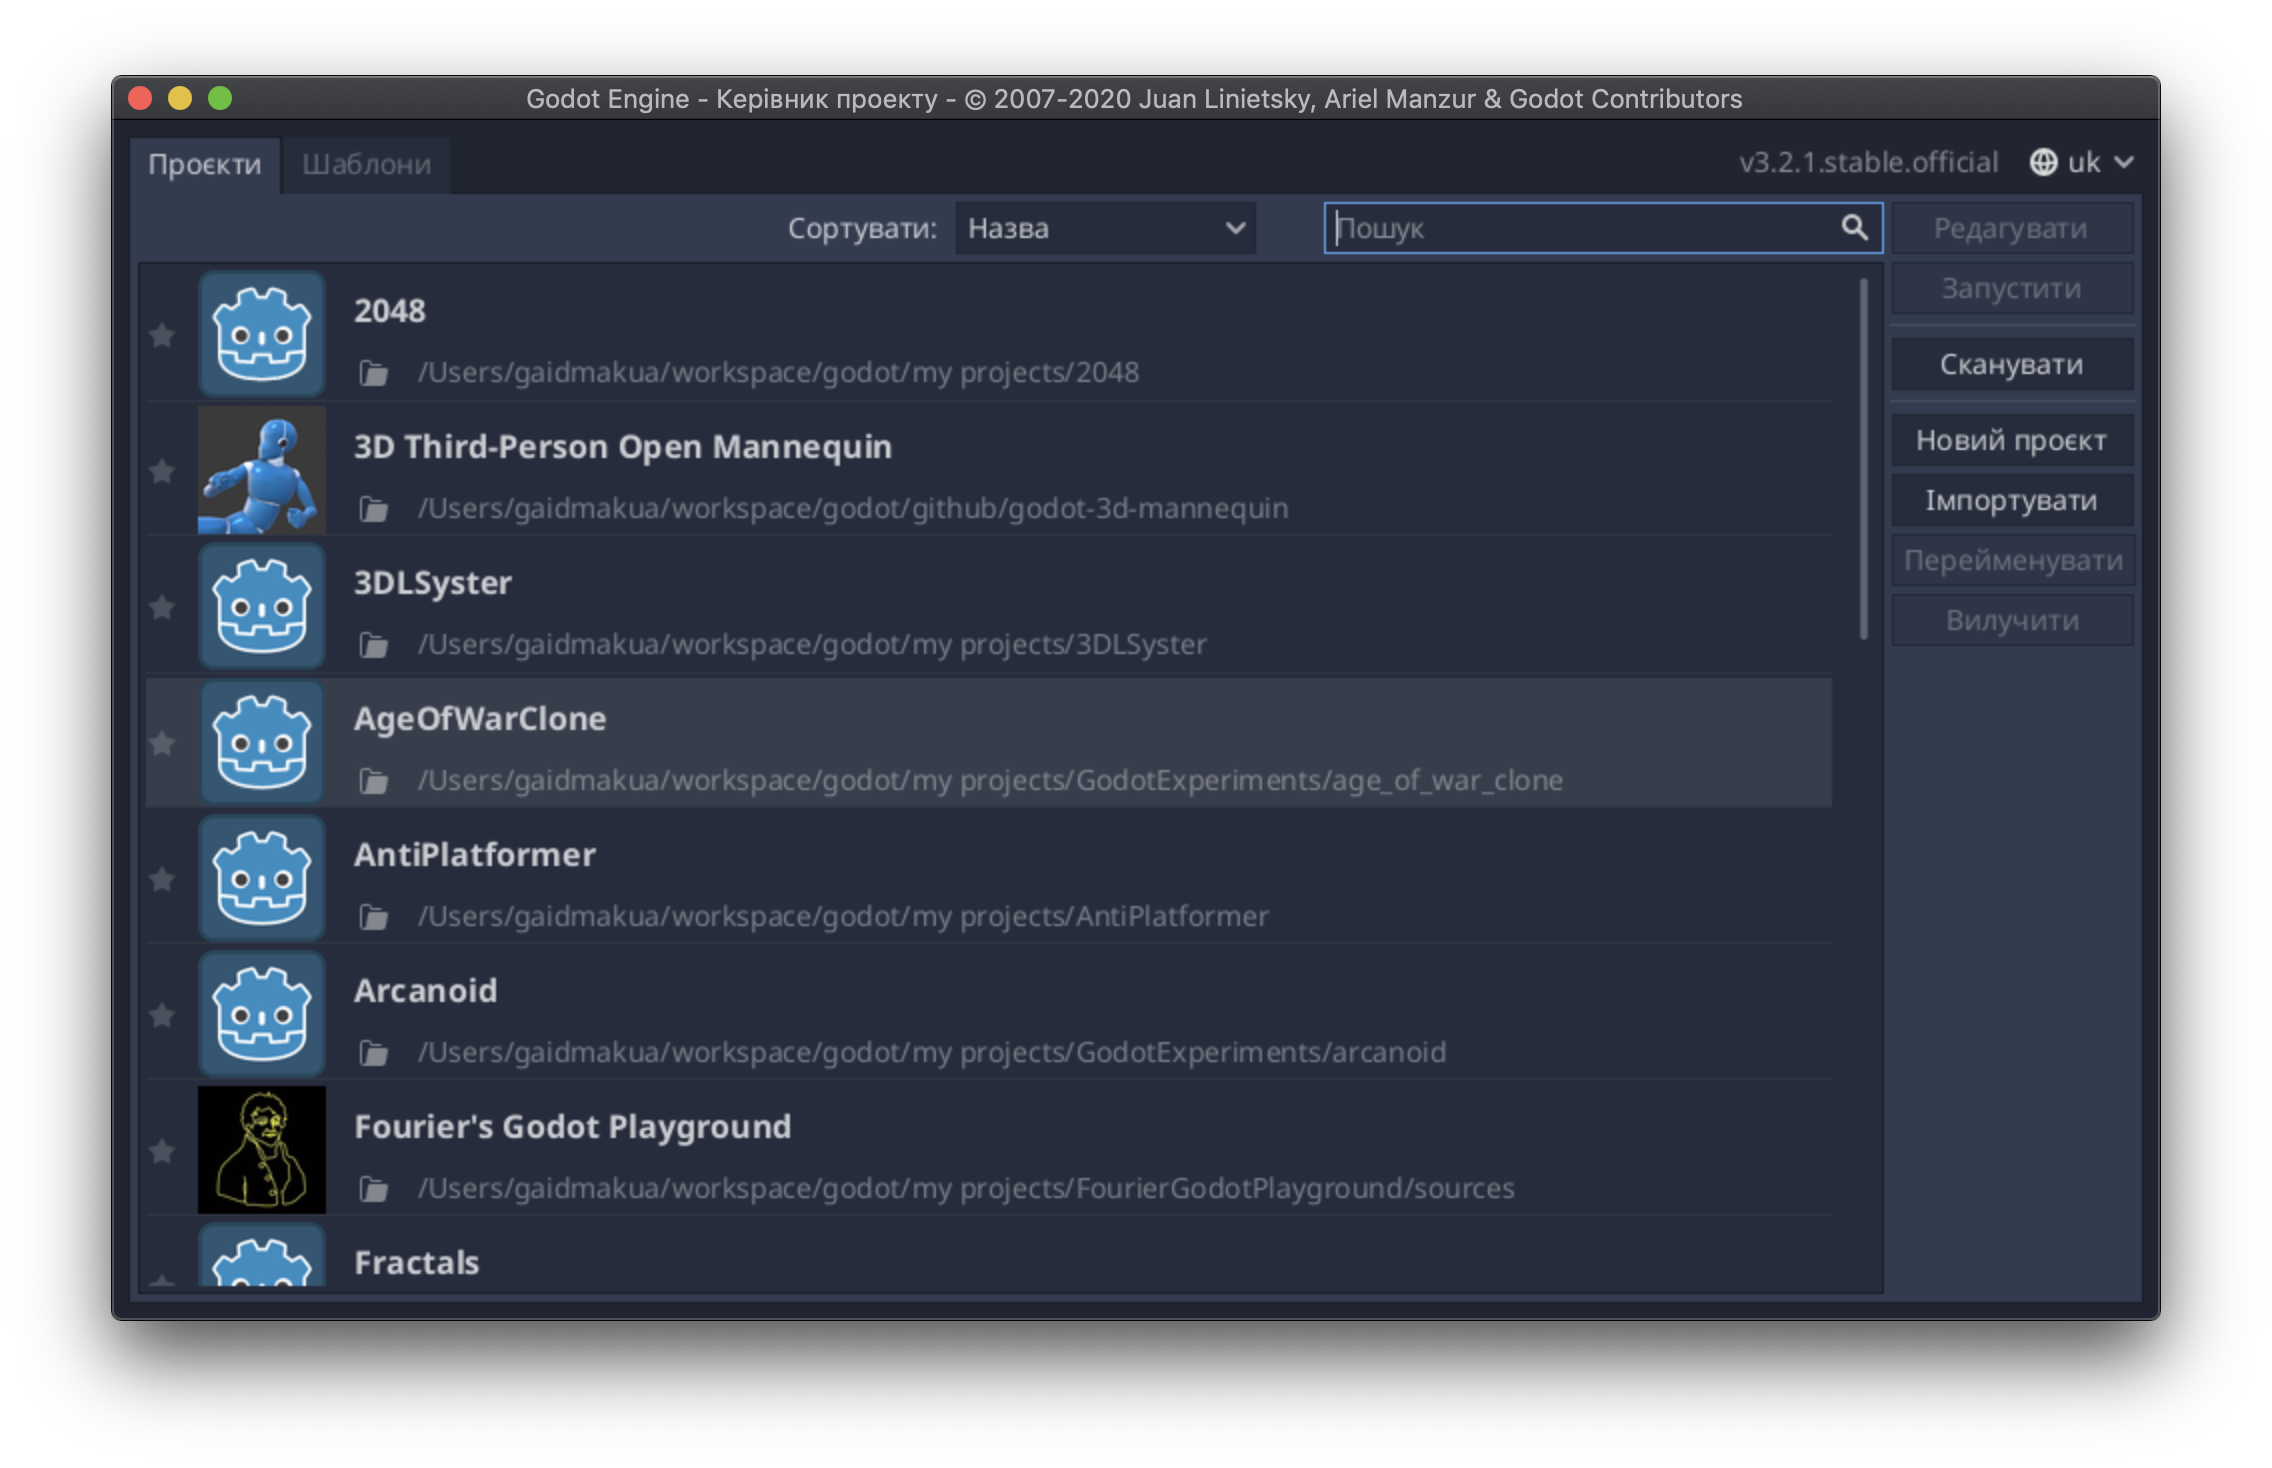 Godot Engine - Керівник проекту - © 2007-2020 Juan Linietsky, Ariel Manzur & Godot Contributors
Проєкти Шаблони v3.2.1.stable.official uk
Сортувати: Назва Пошук Редагувати
Запустити
Сканувати
Новий проєкт
Імпортувати
Перейменувати
Вилучити
2048
/Users/gaidmakua/workspace/godot/my projects/2048
3D Third-Person Open Mannequin
/Users/gaidmakua/workspace/godot/github/godot-3d-mannequin
3DLSyster
/Users/gaidmakua/workspace/godot/my projects/3DLSyster
AgeOfWarClone
/Users/gaidmakua/workspace/godot/my projects/GodotExperiments/age_of_war_clone
AntiPlatformer
/Users/gaidmakua/workspace/godot/my projects/AntiPlatformer
Arcanoid
/Users/gaidmakua/workspace/godot/my projects/GodotExperiments/arcanoid
Fourier's Godot Playground
/Users/gaidmakua/workspace/godot/my projects/FourierGodotPlayground/sources
Fractals